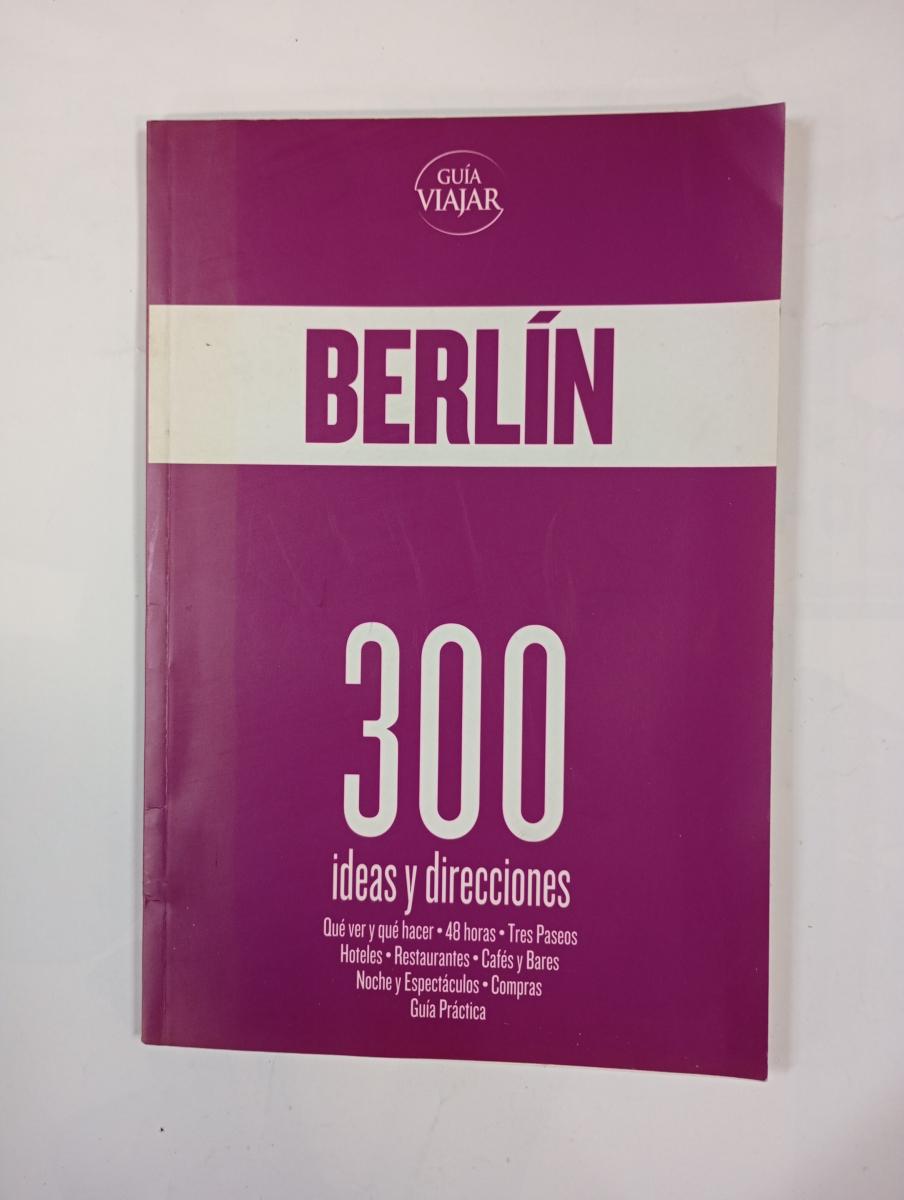 GUÍA
VIAJAR
BERLÍN
300
ideas y direcciones
Qué ver y qué hacer • 48 horas • Tres Paseos
Hoteles • Restaurantes • Cafés y Bares
Noche y Espectáculos • Compras
Guía Práctica